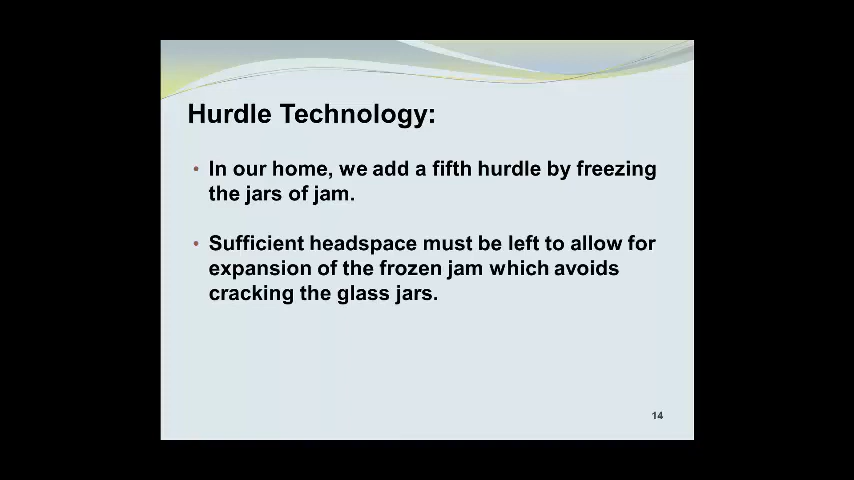 Hurdle Technology:
• In our home, we add a fifth hurdle by freezing
the jars of jam.
• Sufficient headspace must be left to allow for
expansion of the frozen jam which avoids
cracking the glass jars.
14